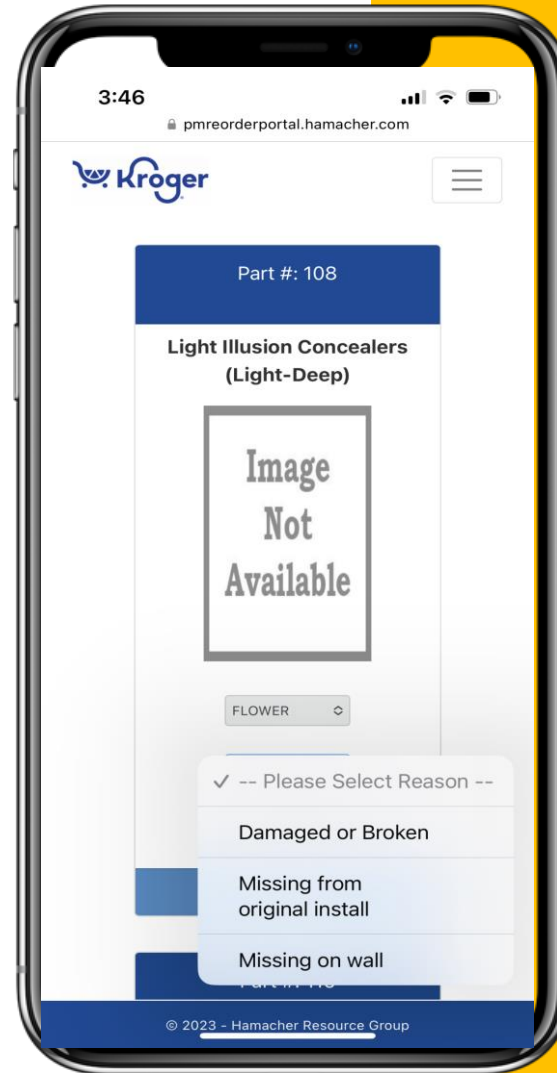 3:46
pmreorderportal.hamacher.com
Kroger
Part #: 108
Light Illusion Concealers
(Light-Deep)
Image
Not
Available
FLOWER
✓ -- Please Select Reason --
Damaged or Broken
Missing from
original install
Missing on wall
© 2023 - Hamacher Resource Group